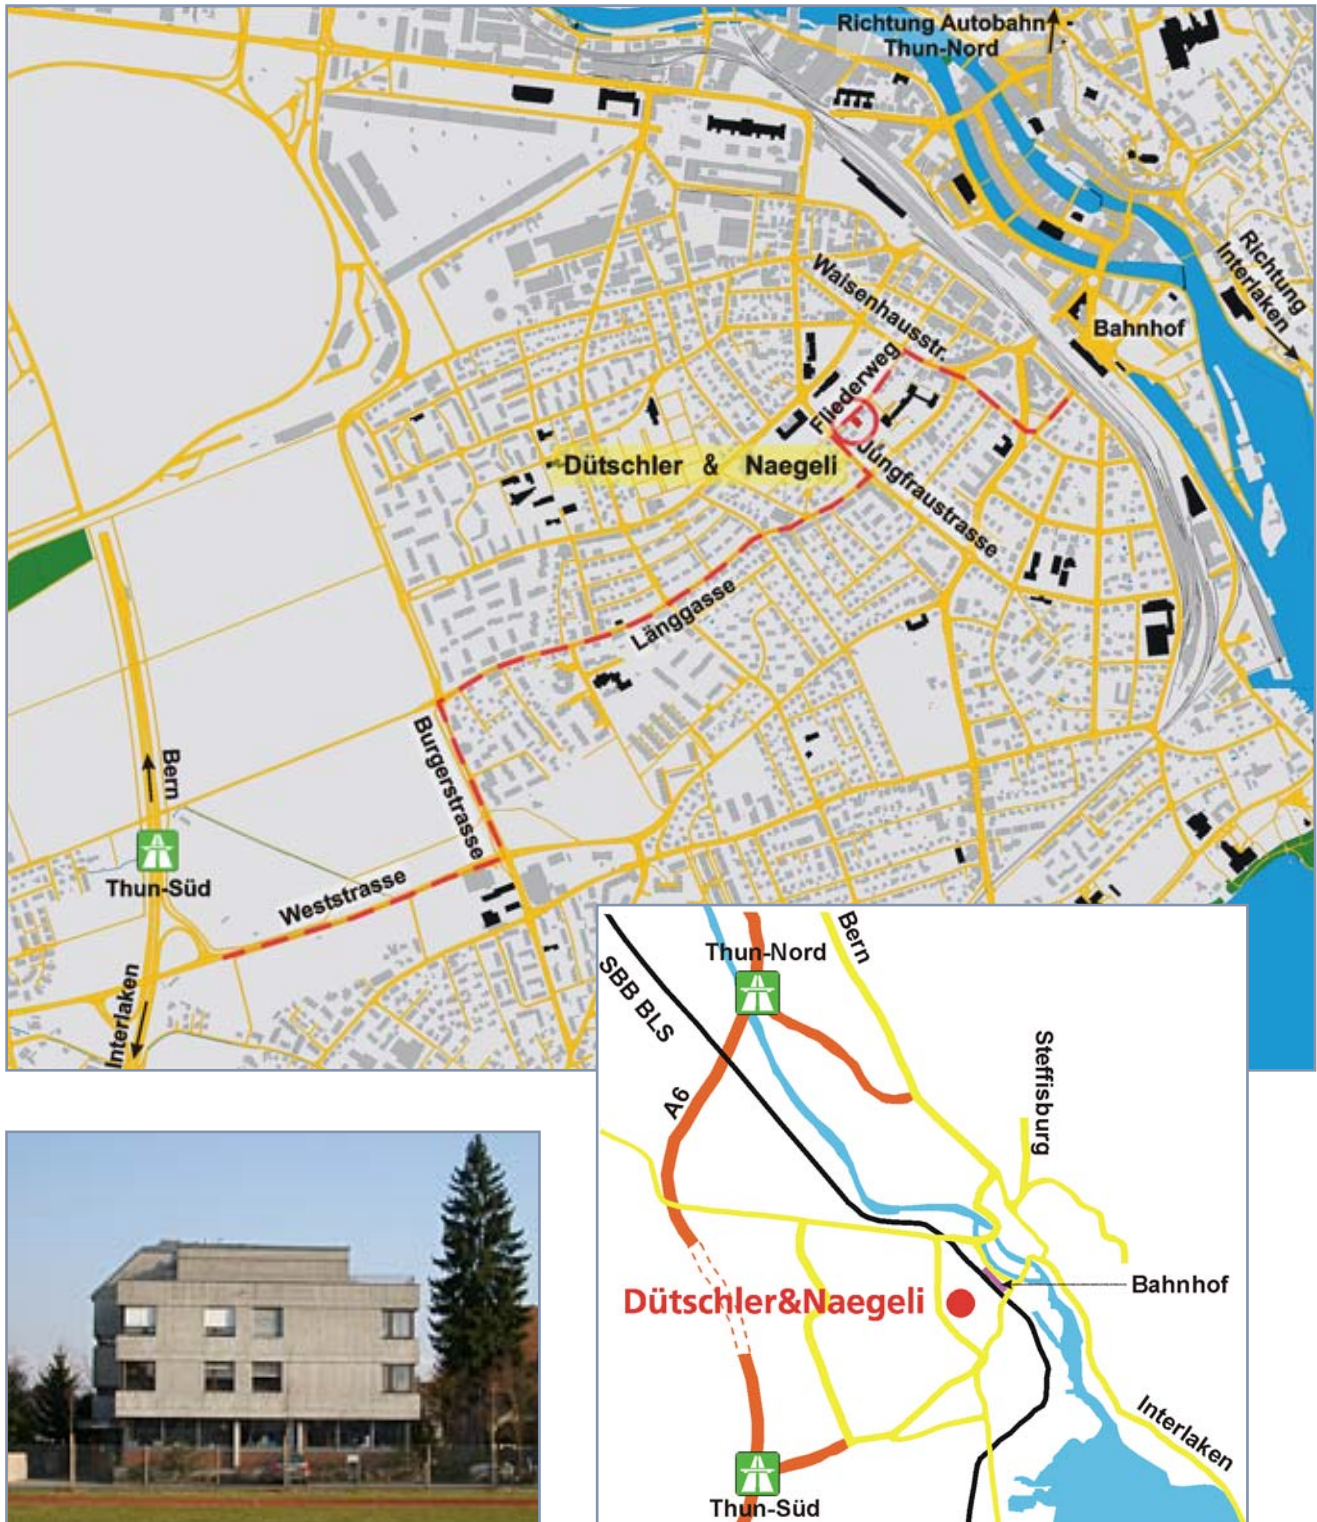 Richtung Autobahn
Thun-Nord
Richtung
Interlaken
Waisenhausstr.
Bahnhof
Fliederweg
Dütschler & Naegeli
Jungfraustrasse
Länggasse
Burgerstrasse
Bern
Thun-Süd
Weststrasse
Interlaken
Thun-Nord
Bern
SBB BLS
A6
Steffisburg
Bahnhof
Dütschler&Naegeli
Interlaken
Thun-Süd